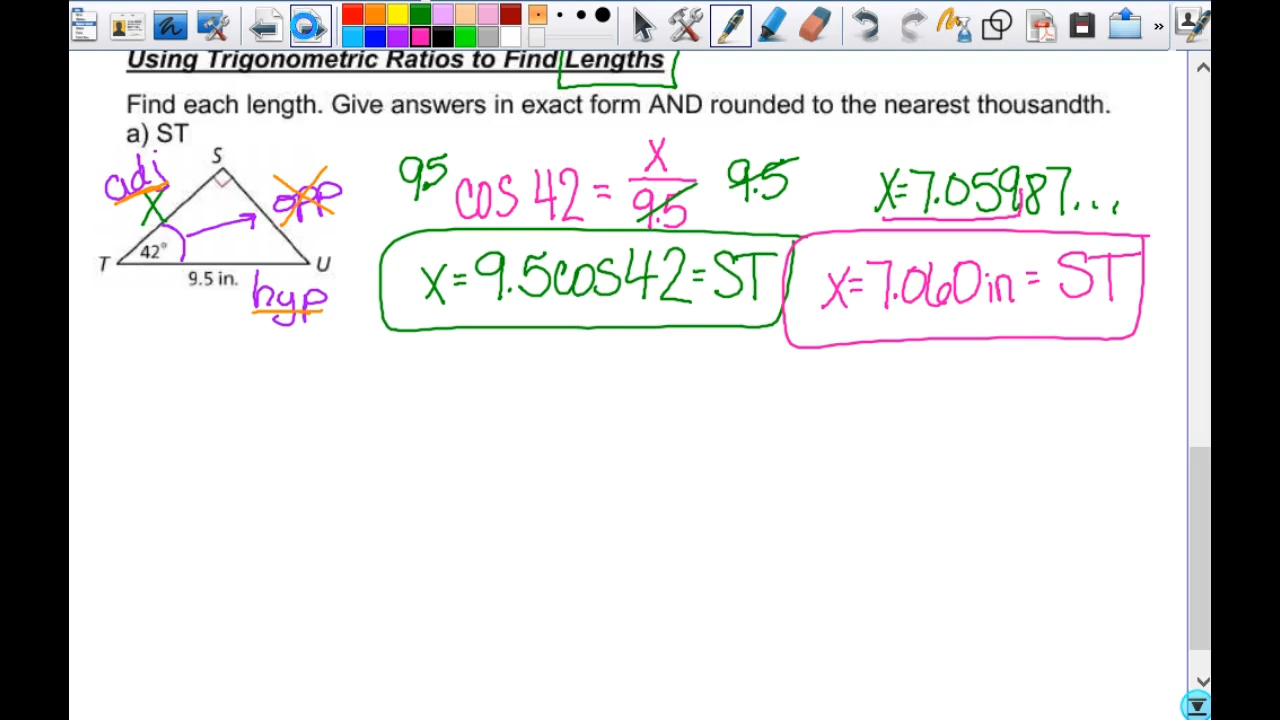 Using Trigonometric Ratios to Find Lengths
Find each length. Give answers in exact form AND rounded to the nearest thousandth.
a) ST
S
adj
X
opp
42°
T
U
9.5 in.
hyp
9.5 cos 42 = x/9.5 9.5
x = 9.5cos42 = ST
x=7.059987...
x=7.060in = ST
»